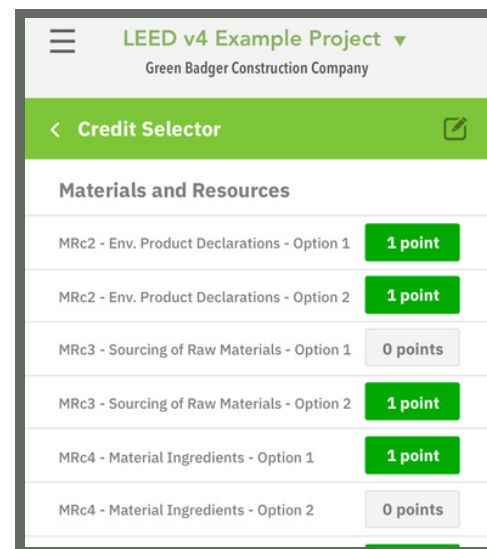 LEED v4 Example Project ▼
Green Badger Construction Company
< Credit Selector
Materials and Resources
MRc2 - Env. Product Declarations - Option 1 1 point
MRc2 - Env. Product Declarations - Option 2 1 point
MRc3 - Sourcing of Raw Materials - Option 1 0 points
MRc3 - Sourcing of Raw Materials - Option 2 1 point
MRc4 - Material Ingredients - Option 1 1 point
MRc4 - Material Ingredients - Option 2 0 points